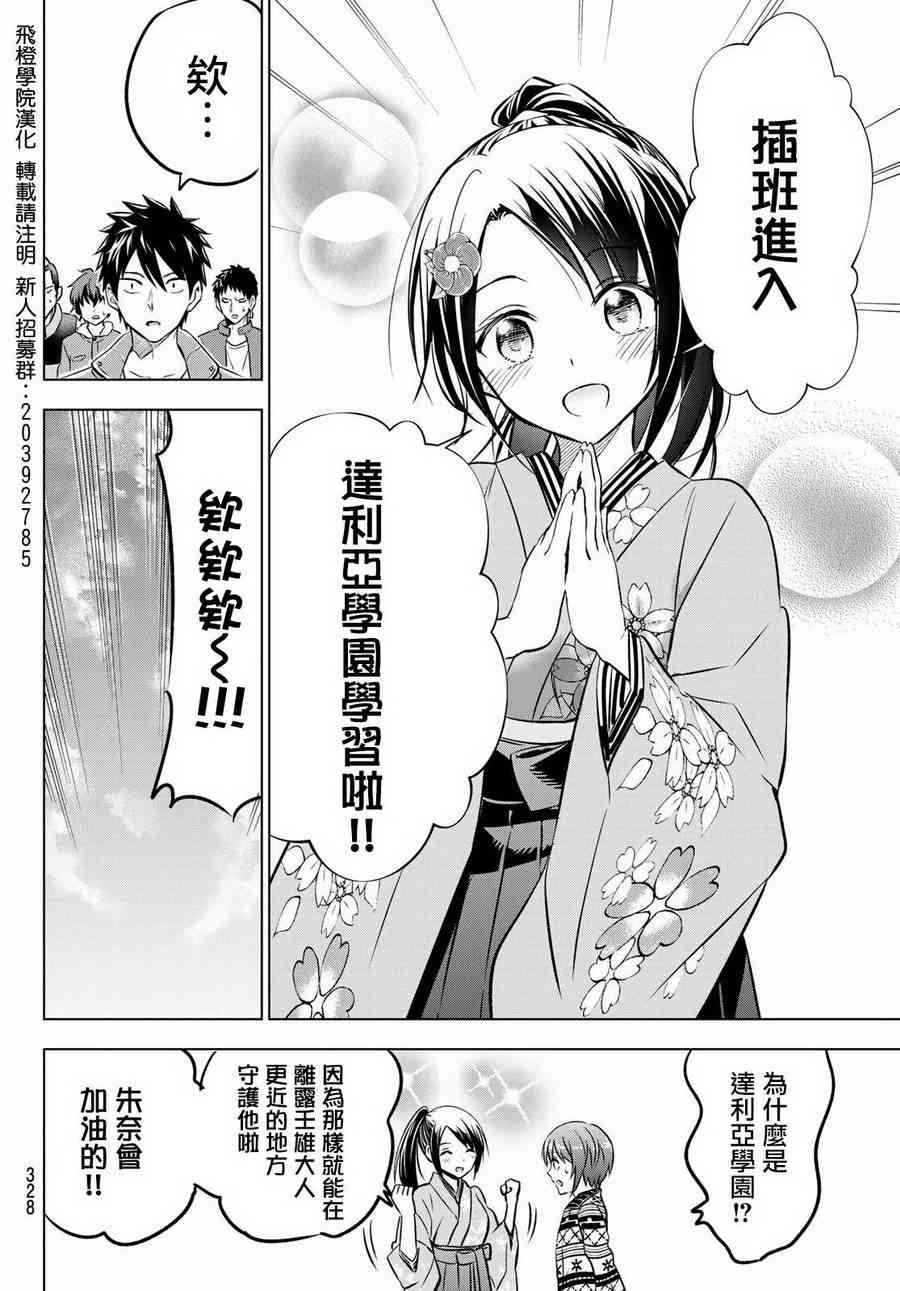 插班進入
達利亞學園學習啦!!
欸…
欸欸欸～!!!
為什麼是
達利亞學園!?
因為那樣就能在
離露壬雄大人
更近的地方
守護他啦
朱奈會
加油的!!
飛橙學院漢化 轉載請注明 新人招募群:20392785
328